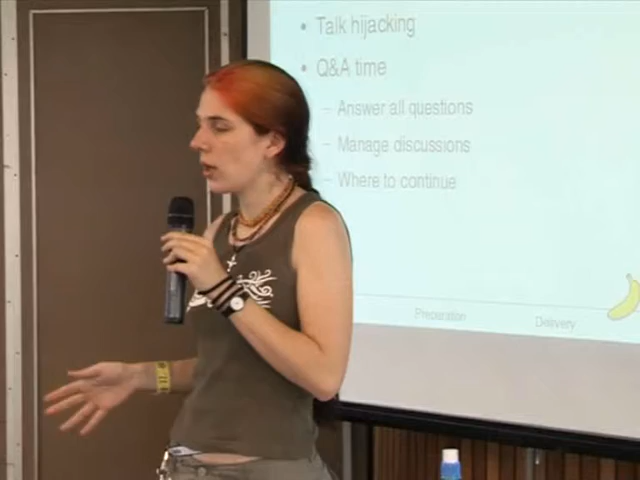 • Talk hijacking
• Q&A time
– Answer all questions
– Manage discussions
– Where to continue
Preparation Delivery